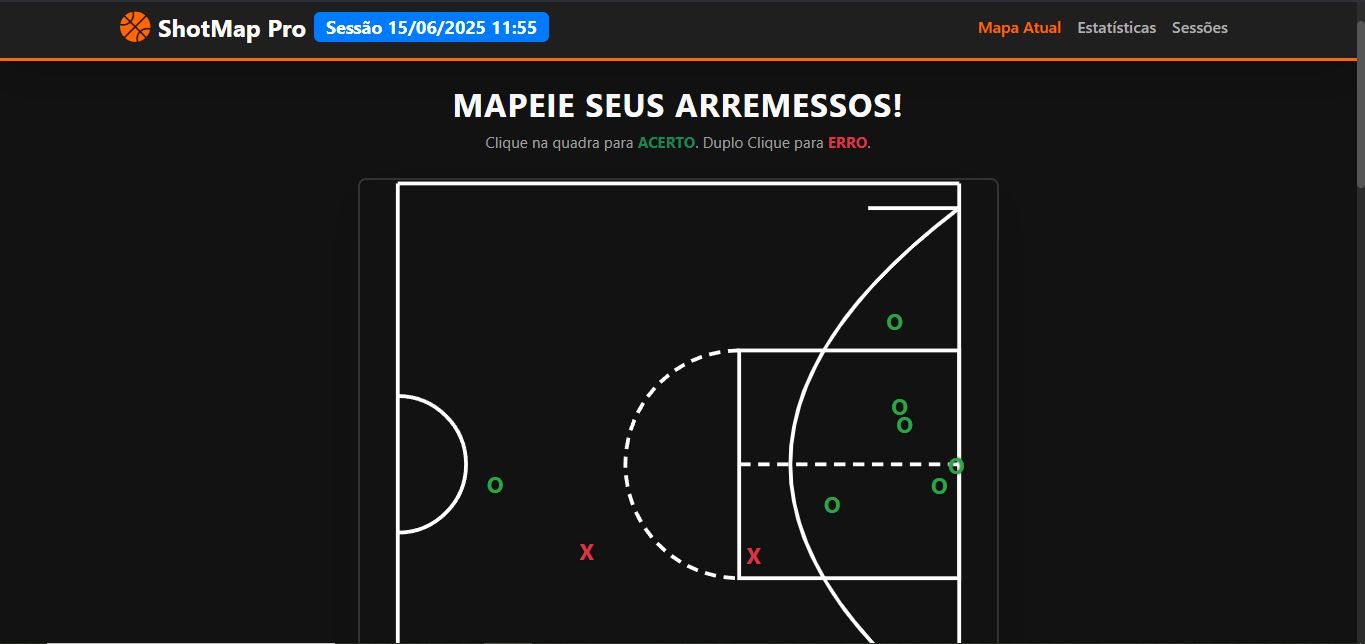 ShotMap Pro Sessão 15/06/2025 11:55 Mapa Atual Estatísticas Sessões
MAPEIE SEUS ARREMESSOS!
Clique na quadra para ACERTO. Duplo Clique para ERRO.
O
O
O
O
O O
O
X X